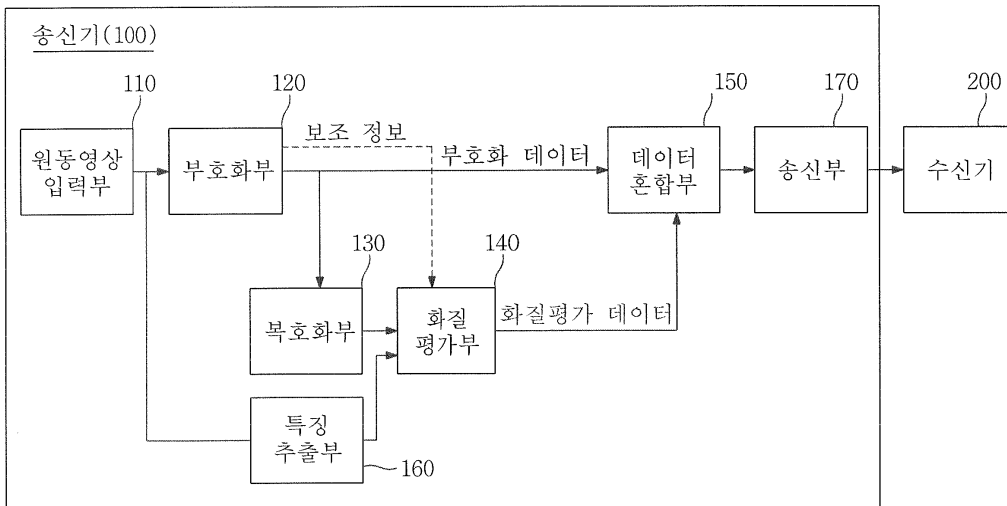 송신기(100)
110
120
150
170
200
보조 정보
부호화 데이터
원동영상
입력부
부호화부
데이터
혼합부
송신부
수신기
130
140
복호화부
화질
평가부
화질평가 데이터
특징
추출부
160